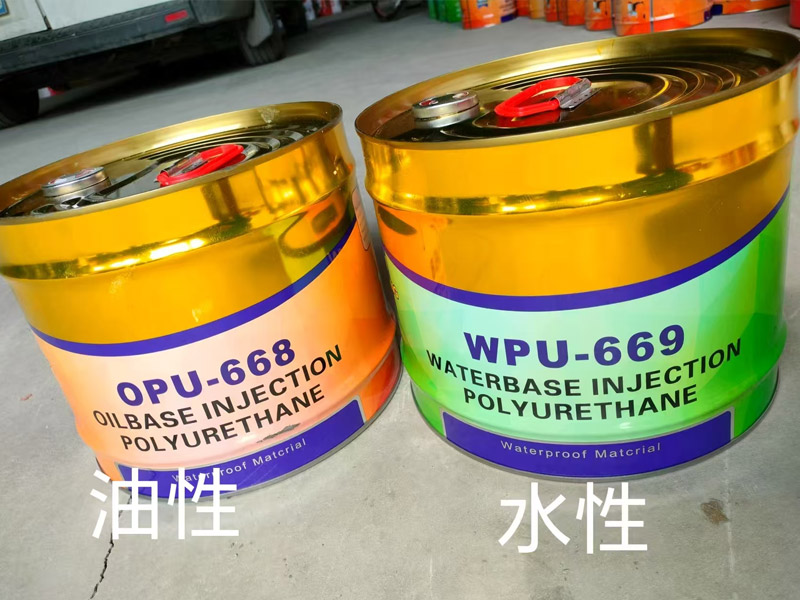 OPU-668
OILBASE INJECTION
POLYURETHANE
Waterproof Matcrial
油性
WPU-669
WATERBASE INJECTION
POLYURETHANE
Waterproof Matcrial
水性